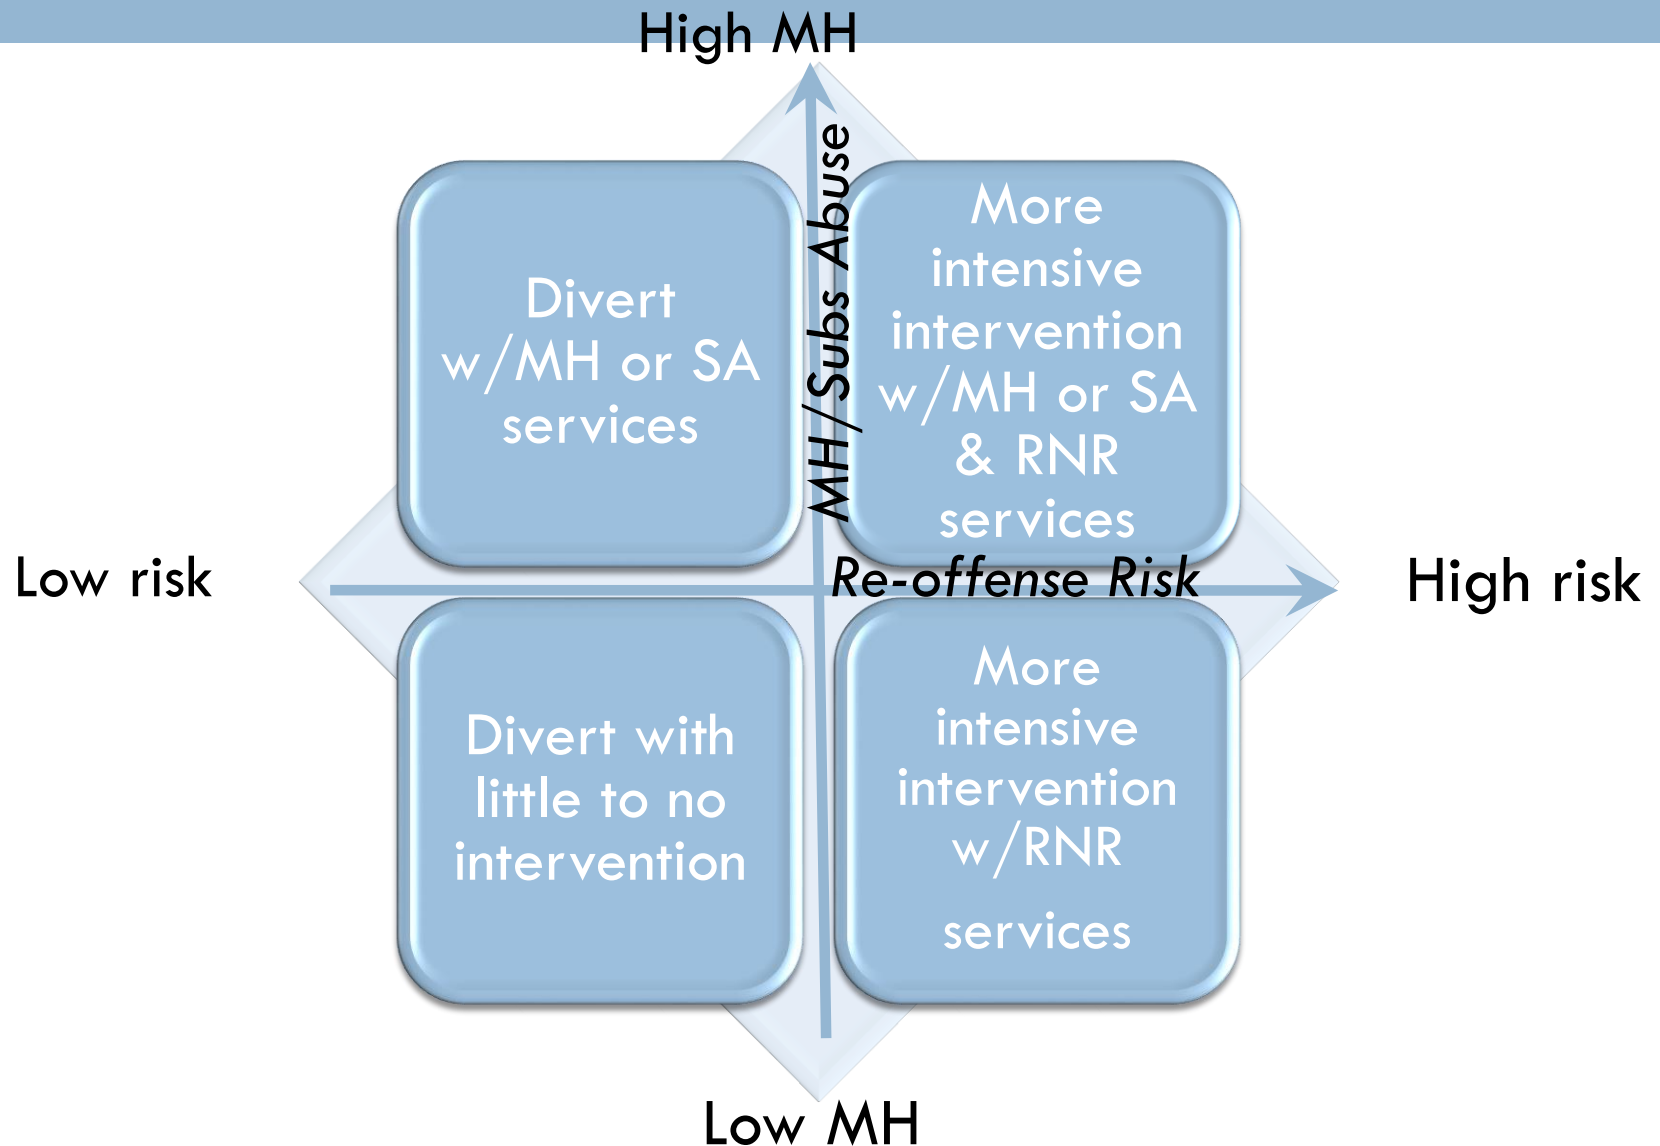 High MH
MH/Subs Abuse
Divert
w/MH or SA
services
More
intensive
intervention
w/MH or SA
& RNR
services
Low risk
Re-offense Risk
High risk
Divert with
little to no
intervention
More
intensive
intervention
w/RNR
services
Low MH